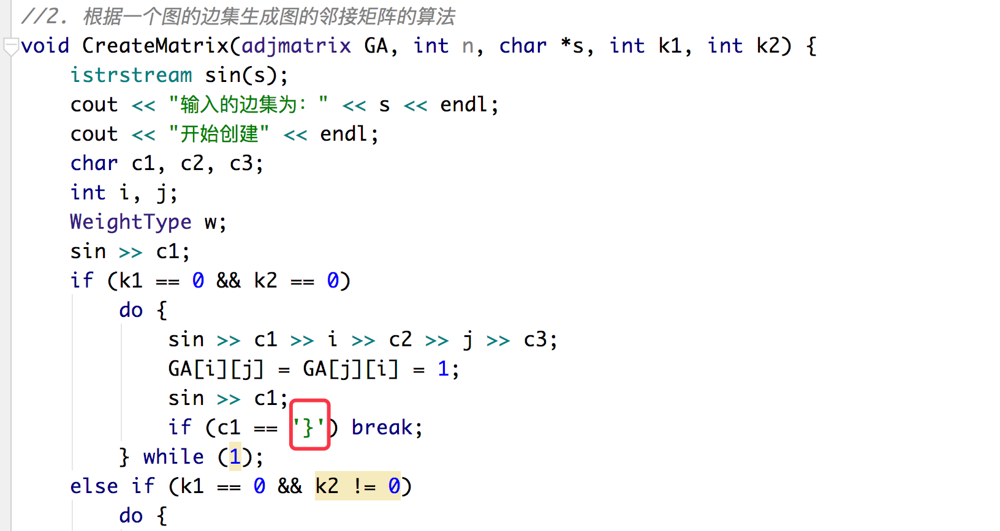 //2. 根据一个图的边集生成图的邻接矩阵的算法
void CreateMatrix(adjmatrix GA, int n, char *s, int k1, int k2) {
    istrstream sin(s);
    cout << "输入的边集为：" << s << endl;
    cout << "开始创建" << endl;
    char c1, c2, c3;
    int i, j;
    WeightType w;
    sin >> c1;
    if (k1 == 0 && k2 == 0)
        do {
            sin >> c1 >> i >> c2 >> j >> c3;
            GA[i][j] = GA[j][i] = 1;
            sin >> c1;
            if (c1 == '}') break;
        } while (1);
    else if (k1 == 0 && k2 != 0)
        do {